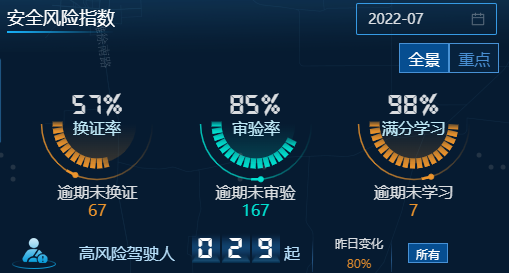 安全风险指数
2022-07
全景 重点
57% 85% 98%
换证率 审验率 满分学习
逾期未换证 逾期未审验 逾期未学习
67 167 7
高风险驾驶人 029 起 昨日变化 所有
80%